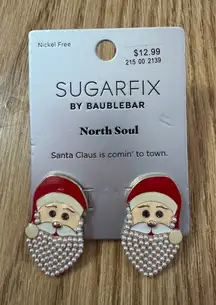 Nickel Free
$12.99
215 00 2139
SUGARFIX
BY BAUBLEBAR
North Soul
Santa Claus is comin' to town.